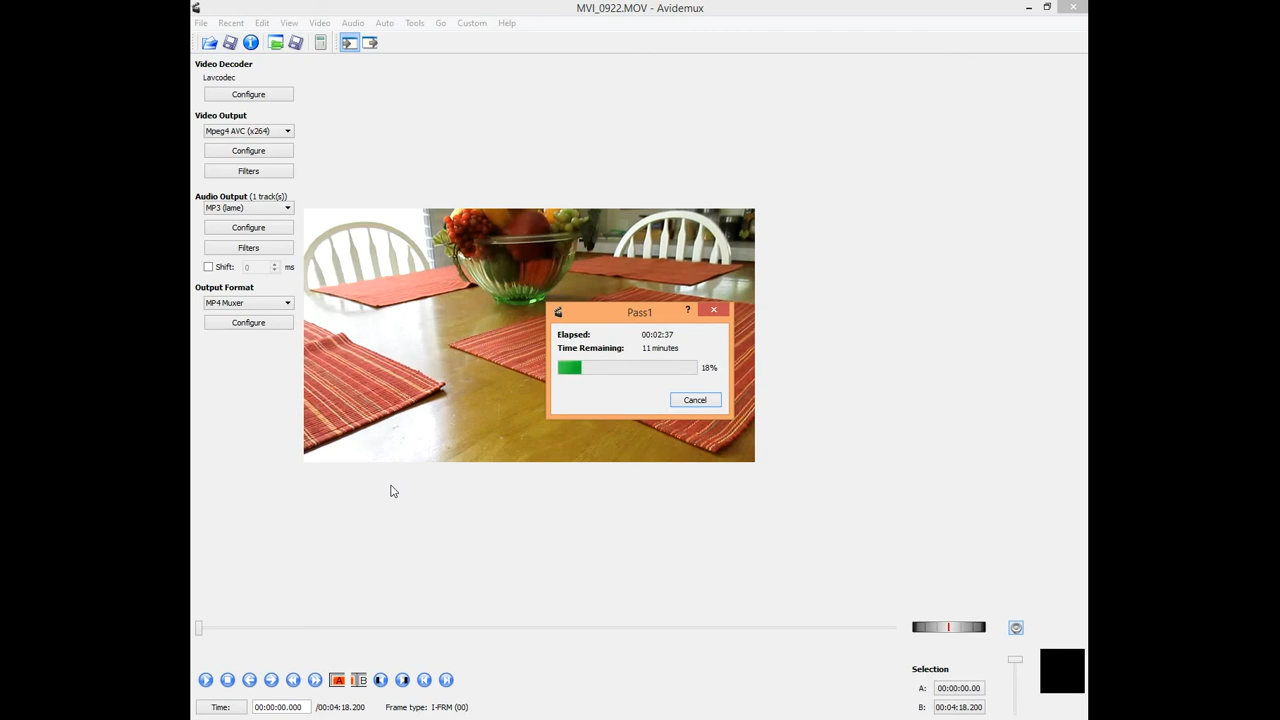 MVI_0922.MOV - Avidemux
File Recent Edit View Video Audio Auto Tools Go Custom Help
Video Decoder
Lavcodec
Configure
Video Output
Mpeg4 AVC (x264)
Configure
Filters
Audio Output (1 track(s))
MP3 (lame)
Configure
Filters
Shift: 0 ms
Output Format
MP4 Muxer
Configure
Pass1
?
Elapsed: 00:02:37
Time Remaining: 11 minutes
18%
Cancel
A B
Selection
A: 00:00:00.00
B: 00:04:18.200
Time: 00:00:00.000 /00:04:18.200 Frame type: I-FRM (00)